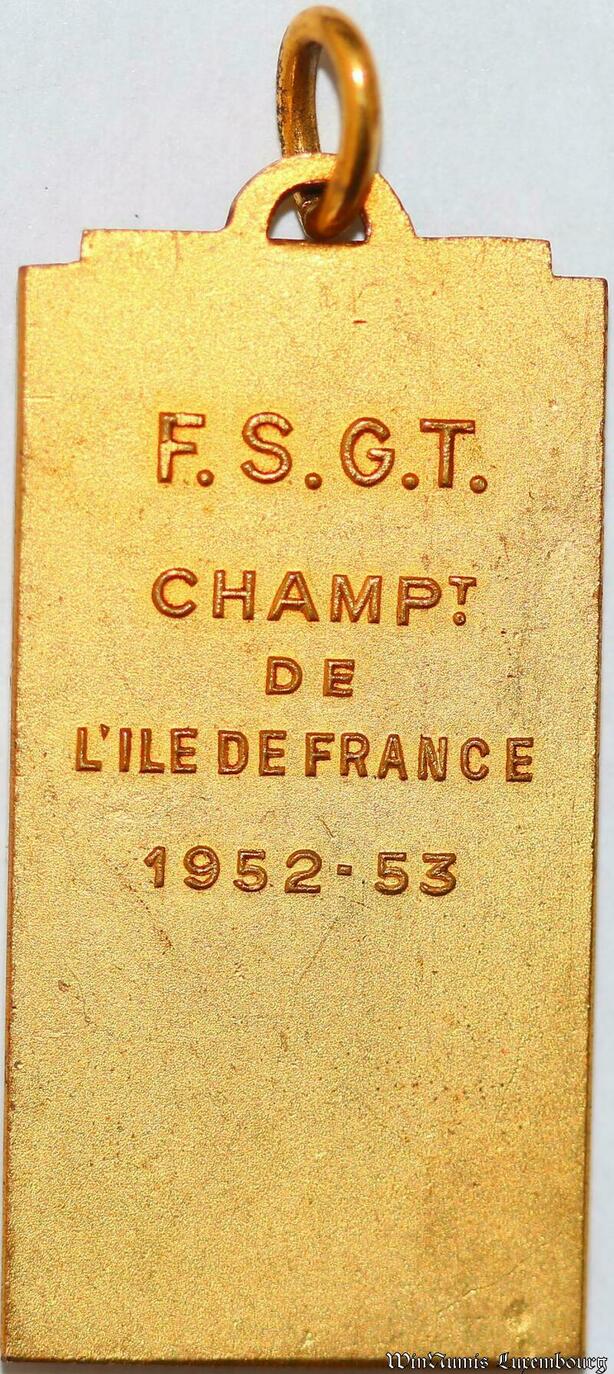 F.S.G.T.
CHAMPT.
DE
L'ILE DE FRANCE
1952-53
WinNumis Luxembourg